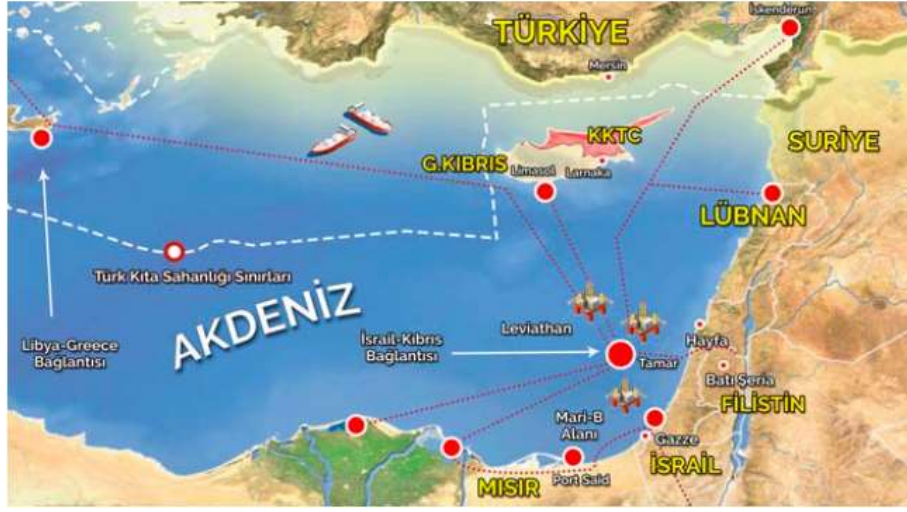 İskenderun
TÜRKİYE
Mersin
KKTC
SURİYE
G.KIBRIS
Limasol
Larnaka
LÜBNAN
Türk Kıta Sahanlığı Sınırları
AKDENİZ
Leviathan
Libya-Greece
Bağlantısı
İsrail-Kıbrıs
Bağlantısı
Hayfa
Tamar
Batı Şeria
FİLİSTİN
Mari-B
Alanı
Gazze
İSRAİL
MISIR
Port Said